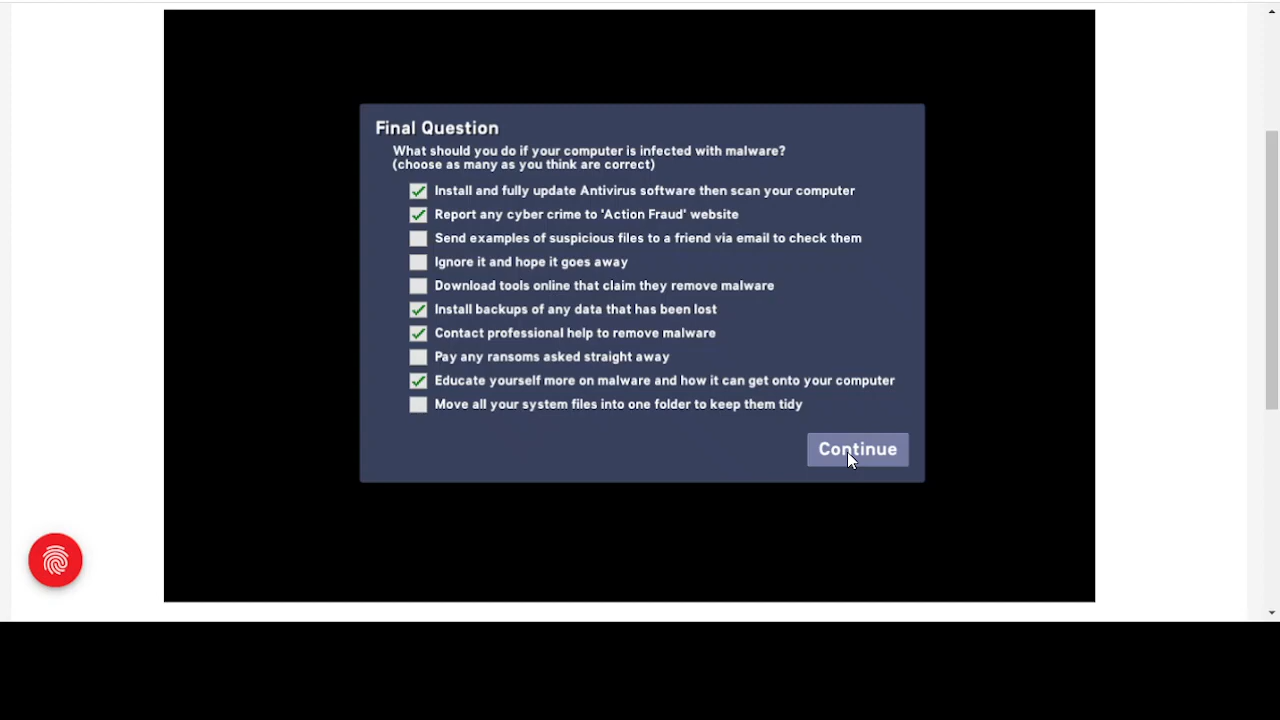 Final Question
What should you do if your computer is infected with malware?
(choose as many as you think are correct)
Install and fully update Antivirus software then scan your computer
Report any cyber crime to 'Action Fraud' website
Send examples of suspicious files to a friend via email to check them
Ignore it and hope it goes away
Download tools online that claim they remove malware
Install backups of any data that has been lost
Contact professional help to remove malware
Pay any ransoms asked straight away
Educate yourself more on malware and how it can get onto your computer
Move all your system files into one folder to keep them tidy
Continue